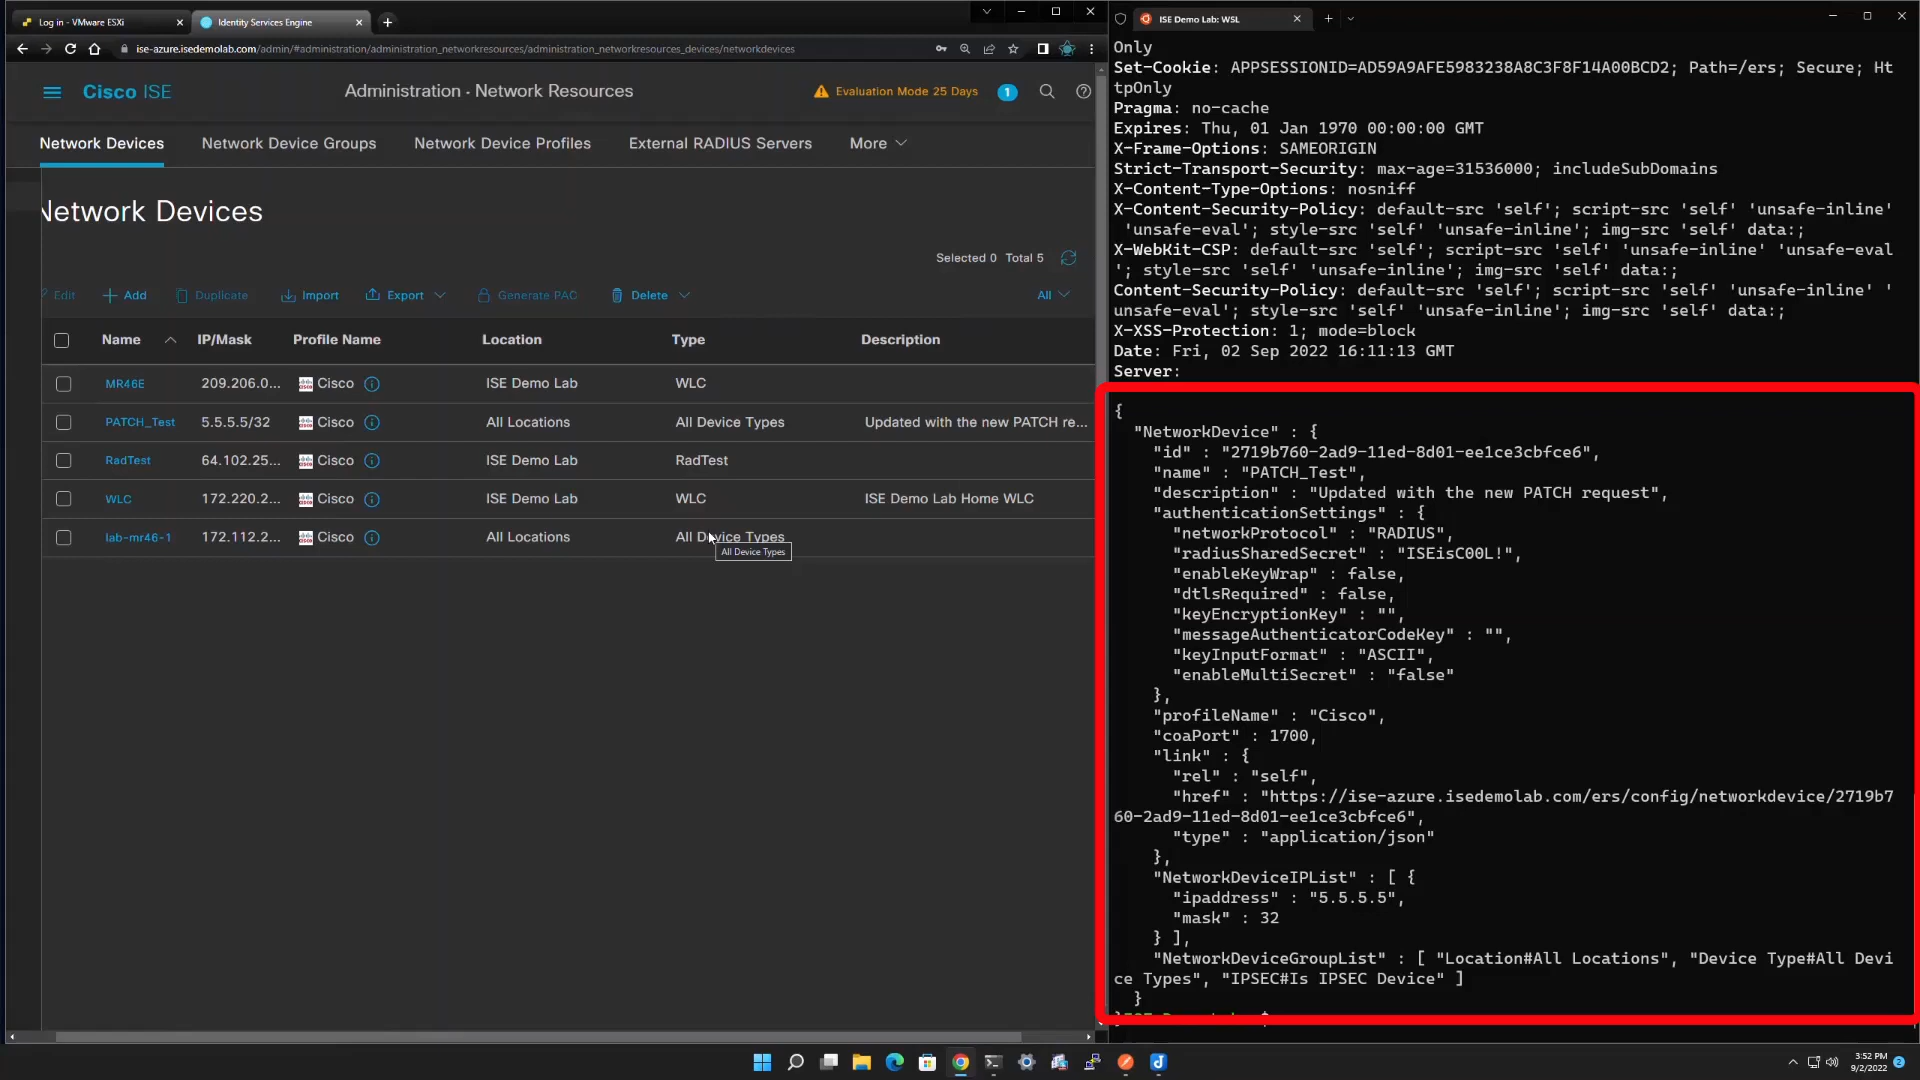 Log in - VMware ESXi
Identity Services Engine
ise-azure.isedemolab.com/admin/#administration/administration_networkresources/administration_networkresources_devices/networkdevices
Cisco ISE
Administration · Network Resources
Evaluation Mode 25 Days
1
Network Devices
Network Device Groups
Network Device Profiles
External RADIUS Servers
More
Network Devices
Selected 0 Total 5
Edit
Add
Duplicate
Import
Export
Generate PAC
Delete
All
Name IP/Mask Profile Name Location Type Description
MR46E 209.206.0... Cisco ISE Demo Lab WLC
PATCH_Test 5.5.5.5/32 Cisco All Locations All Device Types Updated with the new PATCH re...
RadTest 64.102.25... Cisco ISE Demo Lab RadTest
WLC 172.220.2... Cisco ISE Demo Lab WLC ISE Demo Lab Home WLC
lab-mr46-1 172.112.2... Cisco All Locations All Device Types
All Device Types
ISE Demo Lab: WSL
Only
Set-Cookie: APPSESSIONID=AD59A9AFE5983238A8C3F8F14A00BCD2; Path=/ers; Secure; Ht
tpOnly
Pragma: no-cache
Expires: Thu, 01 Jan 1970 00:00:00 GMT
X-Frame-Options: SAMEORIGIN
Strict-Transport-Security: max-age=31536000; includeSubDomains
X-Content-Type-Options: nosniff
X-Content-Security-Policy: default-src 'self'; script-src 'self' 'unsafe-inline'
'unsafe-eval'; style-src 'self' 'unsafe-inline'; img-src 'self' data:;
X-WebKit-CSP: default-src 'self'; script-src 'self' 'unsafe-inline' 'unsafe-eval
'; style-src 'self' 'unsafe-inline'; img-src 'self' data:;
Content-Security-Policy: default-src 'self'; script-src 'self' 'unsafe-inline' '
unsafe-eval'; style-src 'self' 'unsafe-inline'; img-src 'self' data:;
X-XSS-Protection: 1; mode=block
Date: Fri, 02 Sep 2022 16:11:13 GMT
Server:
{
"NetworkDevice" : {
"id" : "2719b760-2ad9-11ed-8d01-ee1ce3cbfce6",
"name" : "PATCH_Test",
"description" : "Updated with the new PATCH request",
"authenticationSettings" : {
"networkProtocol" : "RADIUS",
"radiusSharedSecret" : "ISEisC00L!",
"enableKeyWrap" : false,
"dtlsRequired" : false,
"keyEncryptionKey" : "",
"messageAuthenticatorCodeKey" : "",
"keyInputFormat" : "ASCII",
"enableMultiSecret" : "false"
},
"profileName" : "Cisco",
"coaPort" : 1700,
"link" : {
"rel" : "self",
"href" : "https://ise-azure.isedemolab.com/ers/config/networkdevice/2719b7
60-2ad9-11ed-8d01-ee1ce3cbfce6",
"type" : "application/json"
},
"NetworkDeviceIPList" : [ {
"ipaddress" : "5.5.5.5",
"mask" : 32
} ],
"NetworkDeviceGroupList" : [ "Location#All Locations", "Device Type#All Devi
ce Types", "IPSEC#Is IPSEC Device" ]
}
3:52 PM
9/2/2022
2